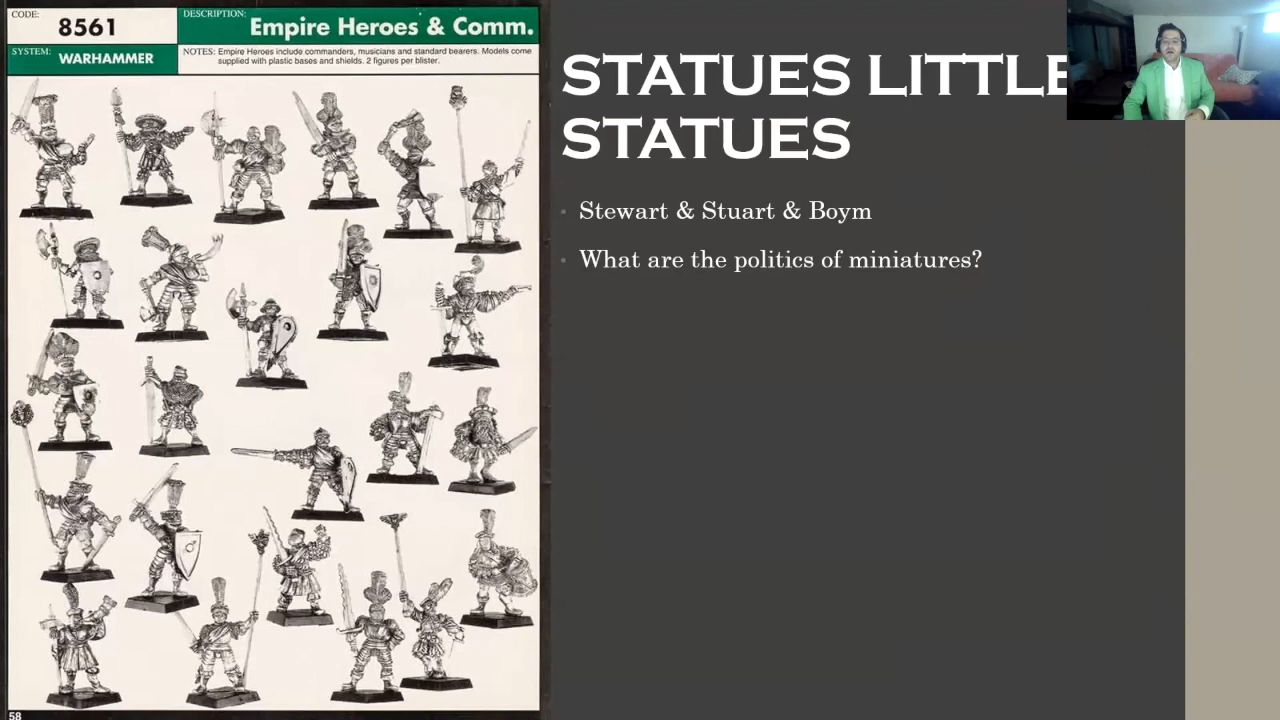 CODE:
8561
DESCRIPTION:
Empire Heroes & Comm.
SYSTEM:
WARHAMMER
NOTES: Empire Heroes include commanders, musicians and standard bearers. Models come
supplied with plastic bases and shields. 2 figures per blister.
58
STATUES LITTLE
STATUES
Stewart & Stuart & Boym
What are the politics of miniatures?